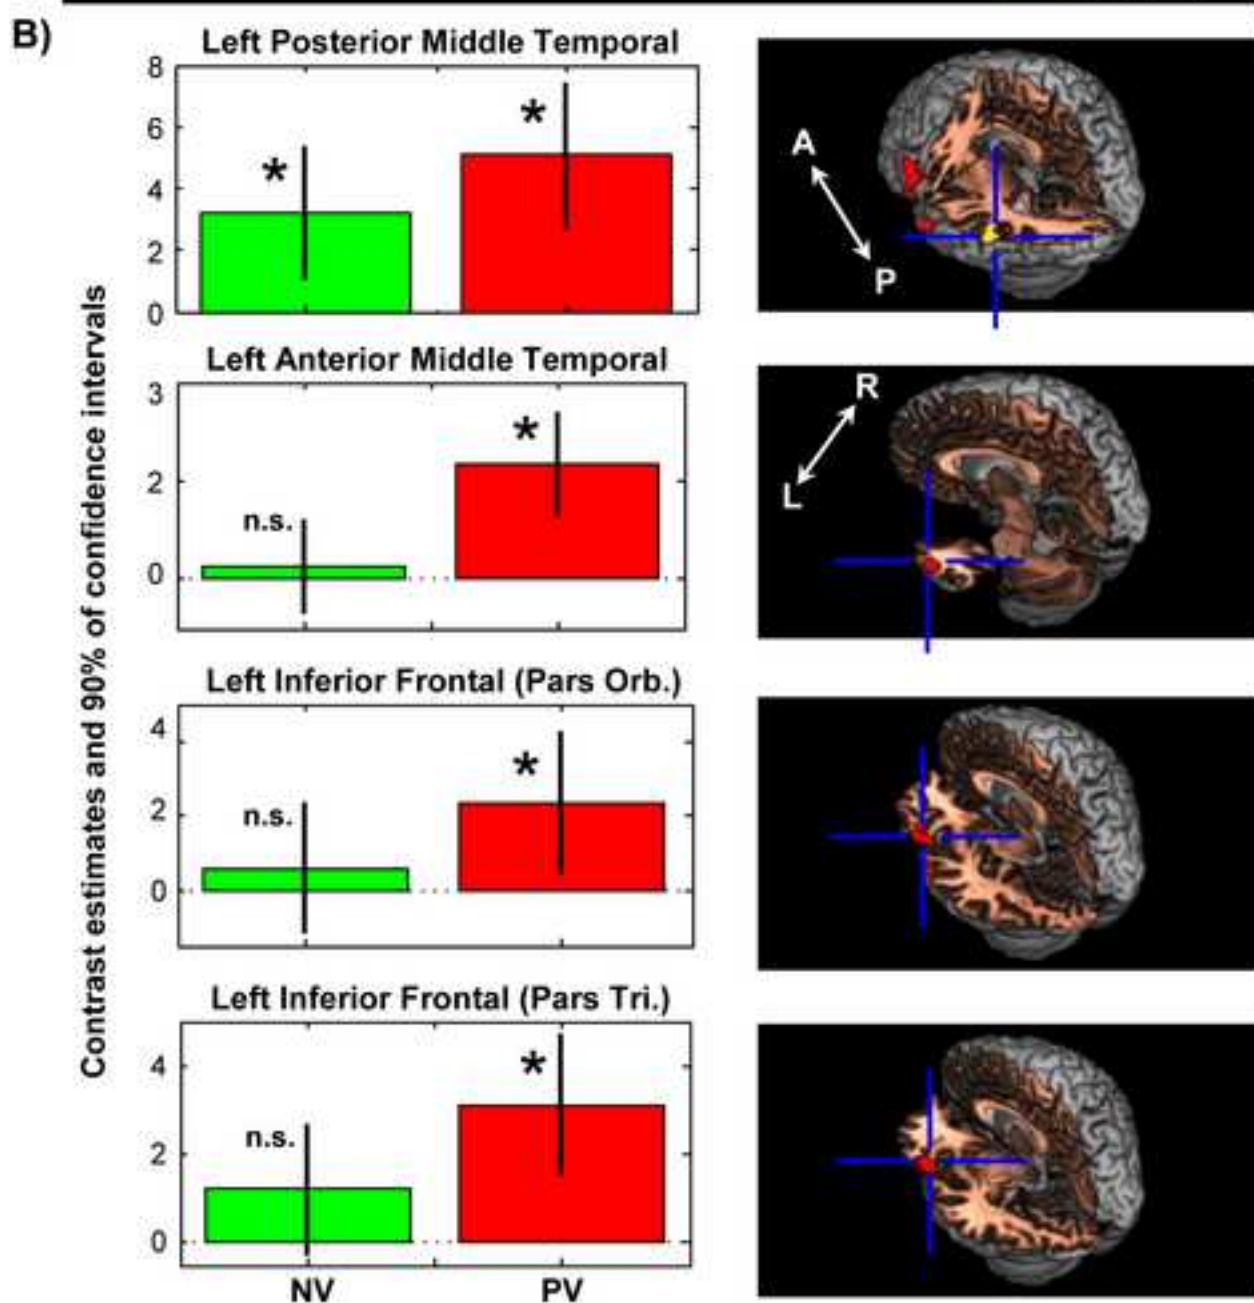 B)
Contrast estimates and 90% of confidence intervals
Left Posterior Middle Temporal
8
6
4
2
0
*
*
A
P
Left Anterior Middle Temporal
3
2
0
n.s.
*
R
L
Left Inferior Frontal (Pars Orb.)
4
2
0
n.s.
*
Left Inferior Frontal (Pars Tri.)
4
2
0
n.s.
*
NV PV